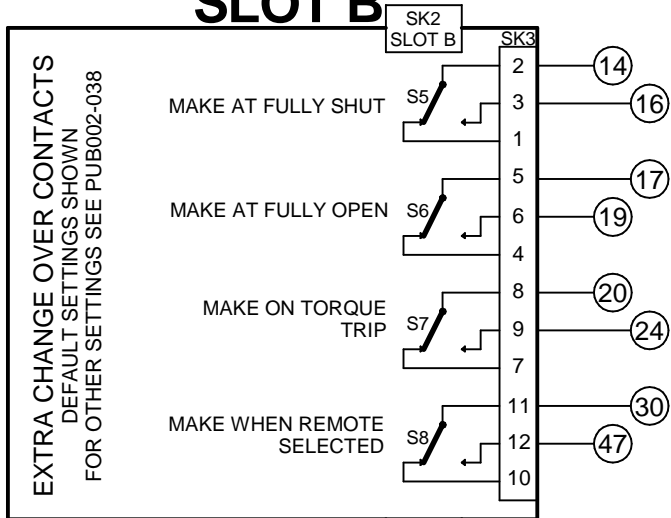 SLOT B
SK2
SLOT B
SK3
EXTRA CHANGE OVER CONTACTS
DEFAULT SETTINGS SHOWN
FOR OTHER SETTINGS SEE PUB002-038
MAKE AT FULLY SHUT
S5
2
3
1
14
16
MAKE AT FULLY OPEN
S6
5
6
4
17
19
MAKE ON TORQUE
TRIP
S7
8
9
7
20
24
MAKE WHEN REMOTE
SELECTED
S8
11
12
10
30
47